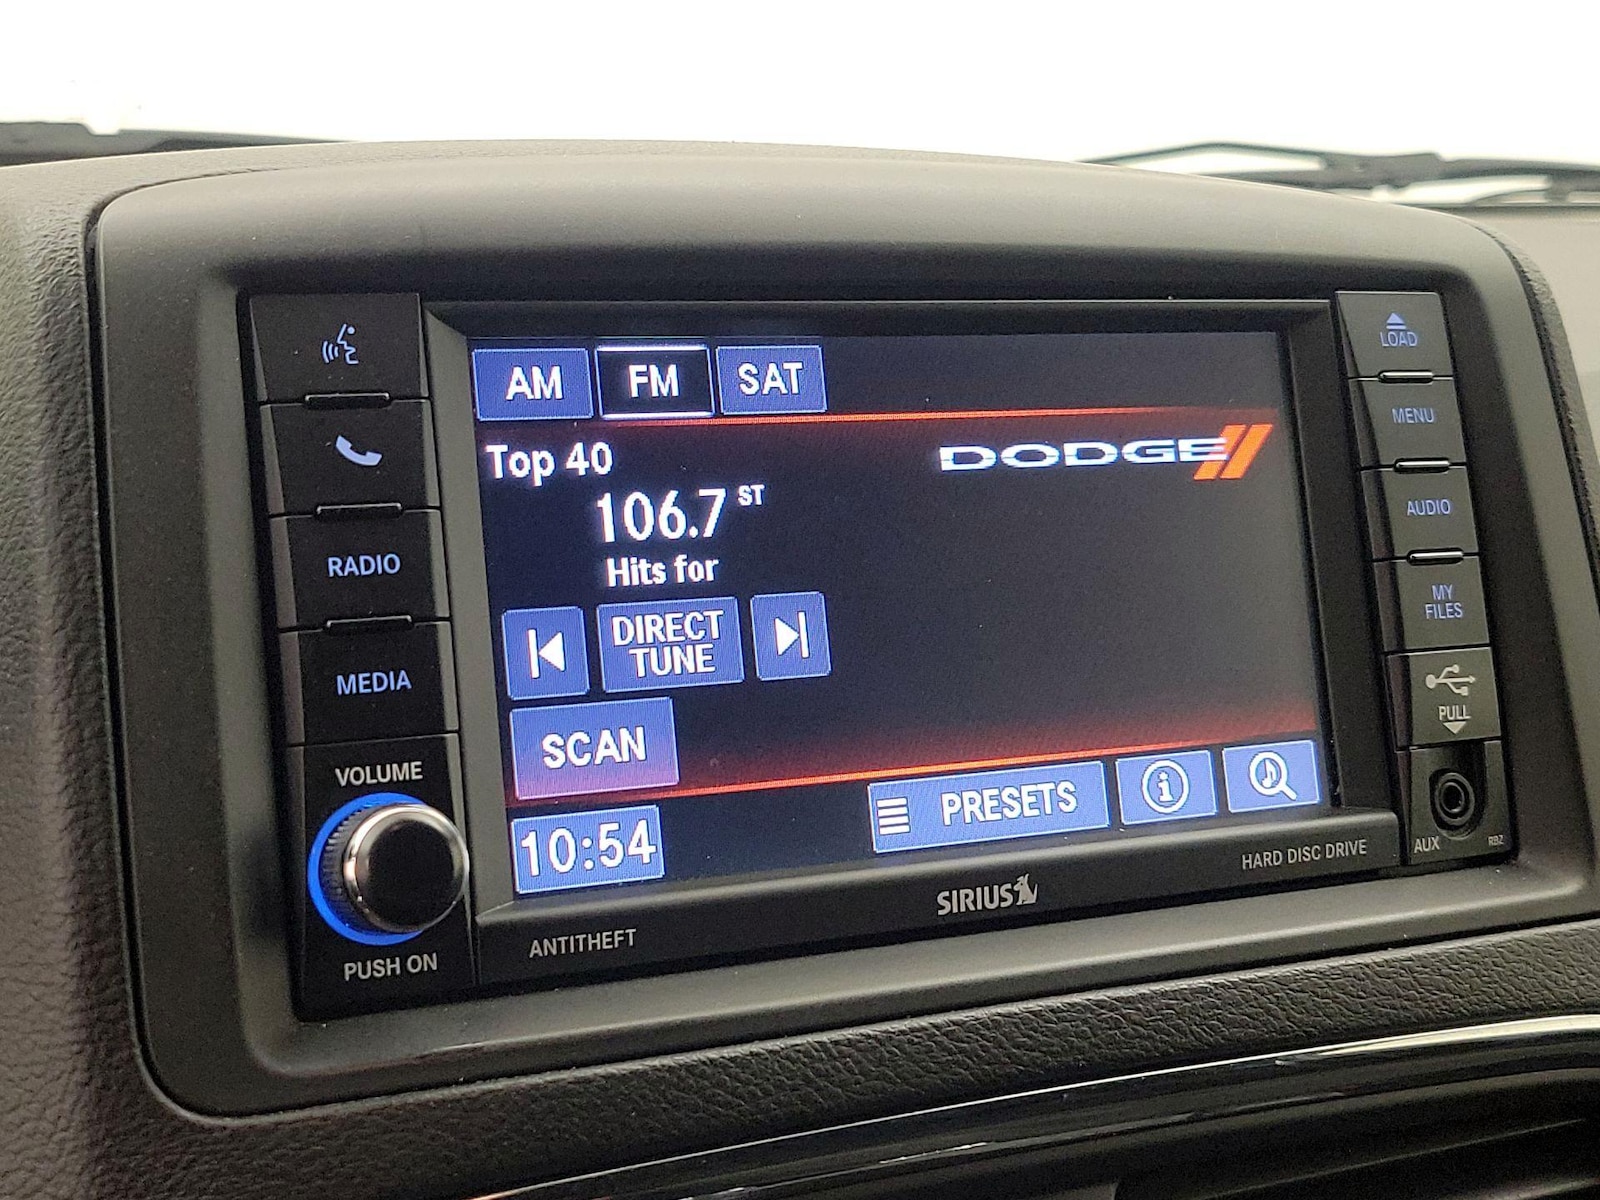 AM FM SAT
Top 40
DODGE
106.7 ST
Hits for
DIRECT
TUNE
SCAN
10:54
PRESETS
RADIO
MEDIA
VOLUME
PUSH ON
ANTITHEFT
SIRIUS
HARD DISC DRIVE
LOAD
MENU
AUDIO
MY
FILES
PULL
AUX RBZ